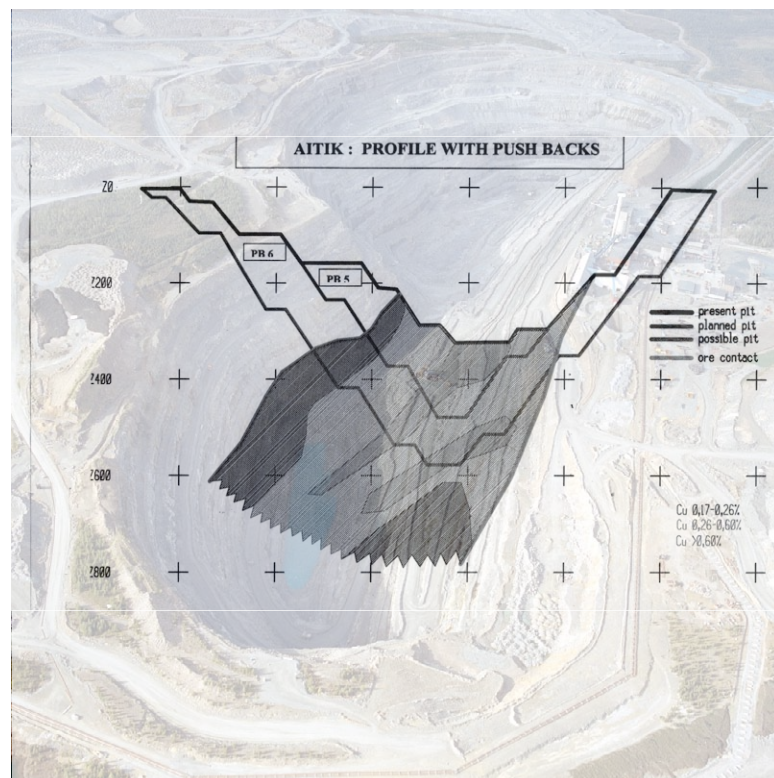 AITIK : PROFILE WITH PUSH BACKS
Z0
PB 6
PB 5
Z200
present pit
planned pit
possible pit
ore contact
Z400
Z600
Cu 0,17-0,26%
Cu 0,26-0,60%
Cu >0,60%
Z800